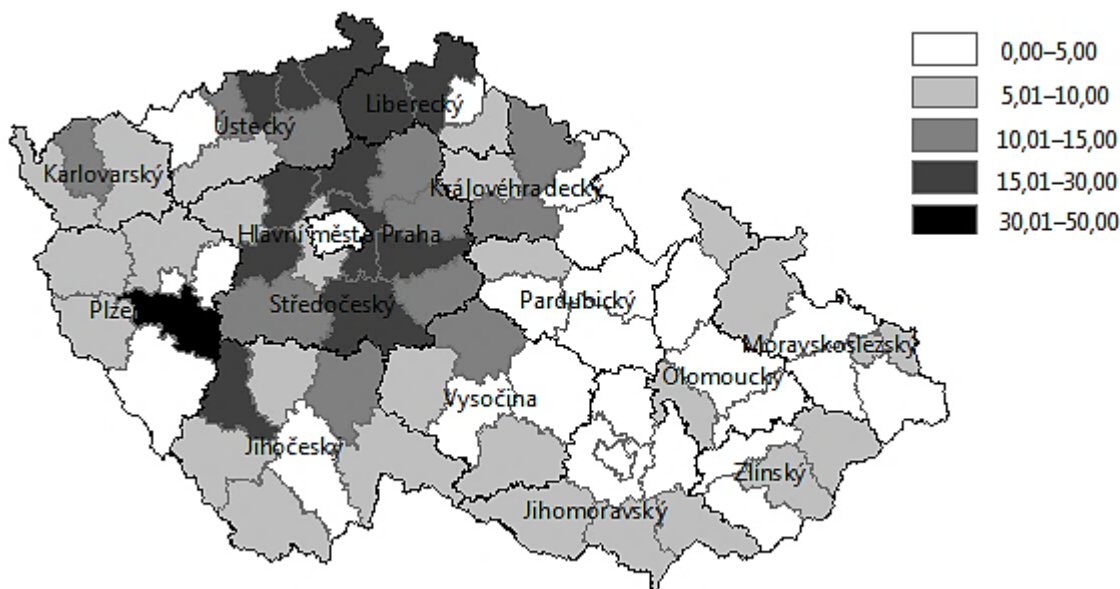 0,00–5,00
5,01–10,00
10,01–15,00
15,01–30,00
30,01–50,00
Liberecký
Ústecký
Karlovarský
Královéhradecký
Hlavní město Praha
Středočeský
Pardubický
Plzeň
Moravskoslezský
Olomoucký
Vysočina
Jihočeský
Zlínský
Jihomoravský